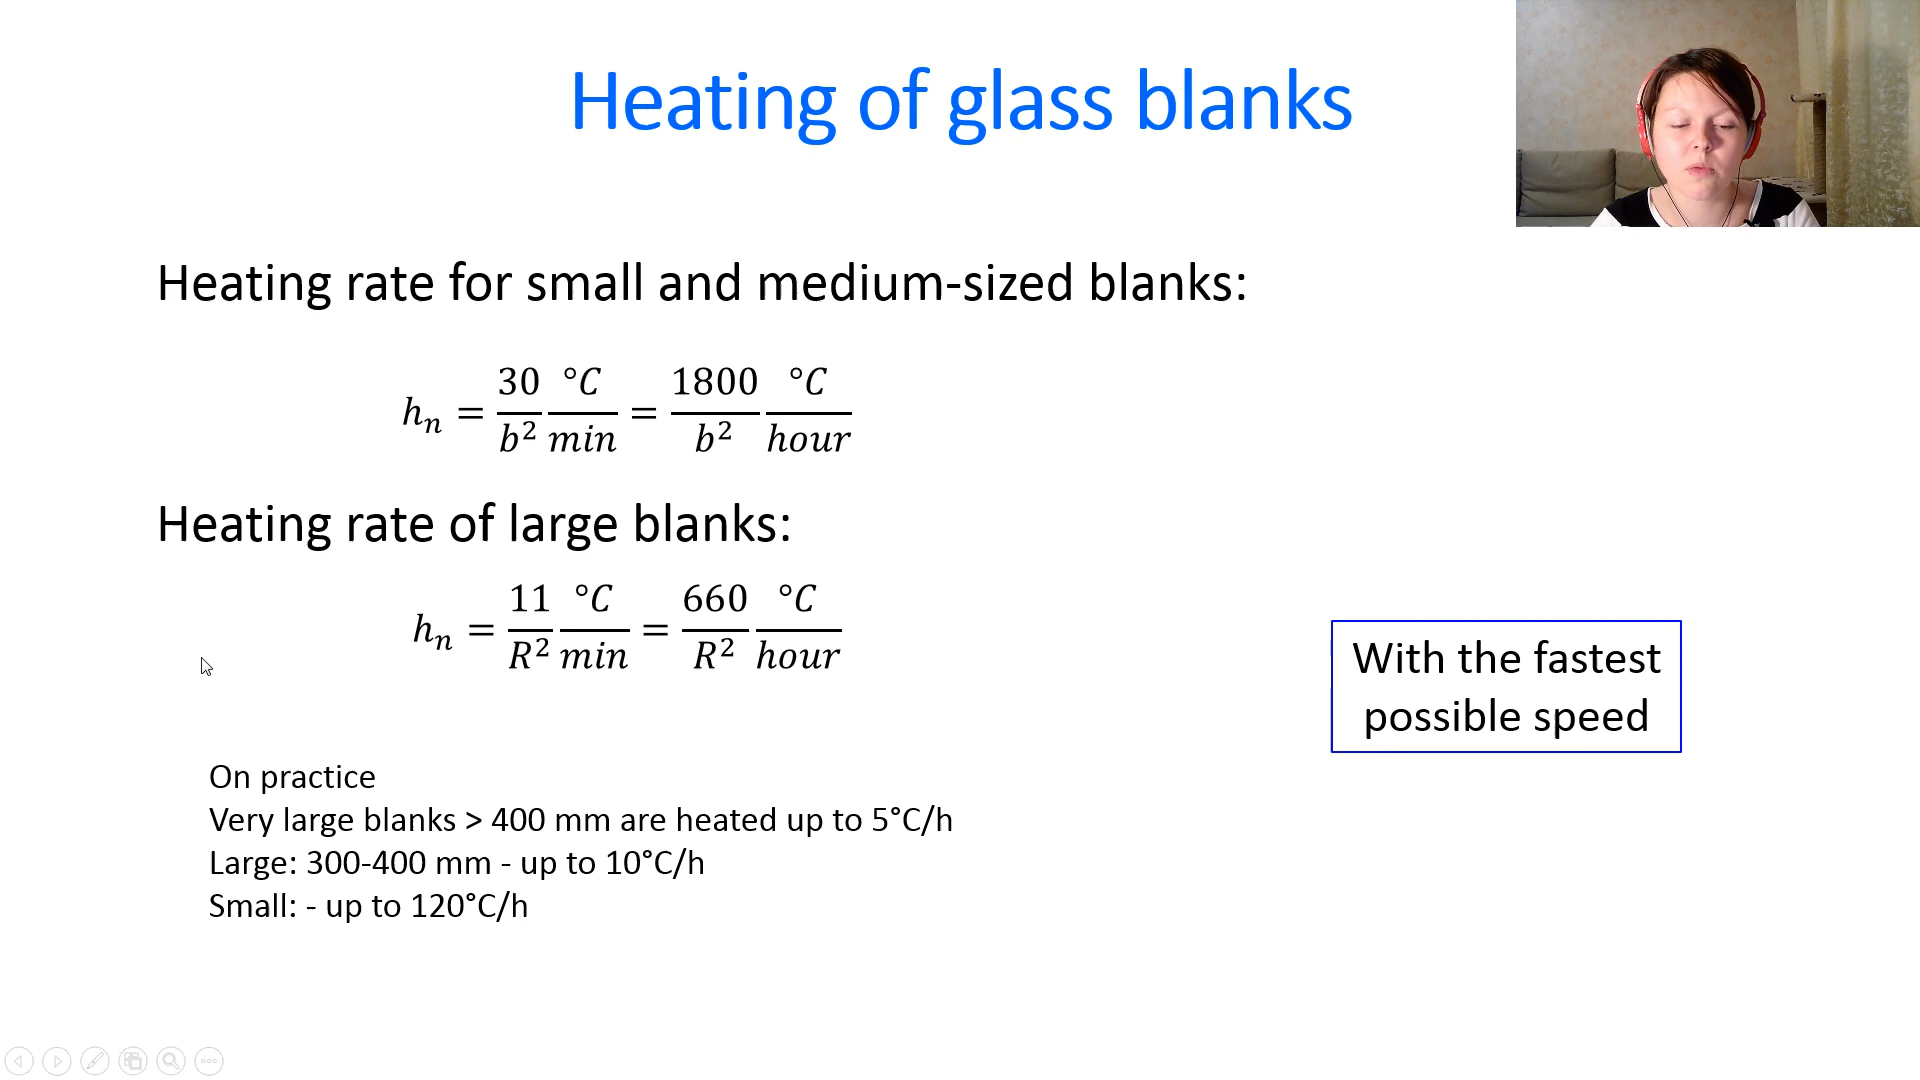 Heating of glass blanks
Heating rate for small and medium-sized blanks:
hₙ = 30/b² °C/min = 1800/b² °C/hour
Heating rate of large blanks:
hₙ = 11/R² °C/min = 660/R² °C/hour
With the fastest
possible speed
On practice
Very large blanks > 400 mm are heated up to 5°C/h
Large: 300-400 mm - up to 10°C/h
Small: - up to 120°C/h